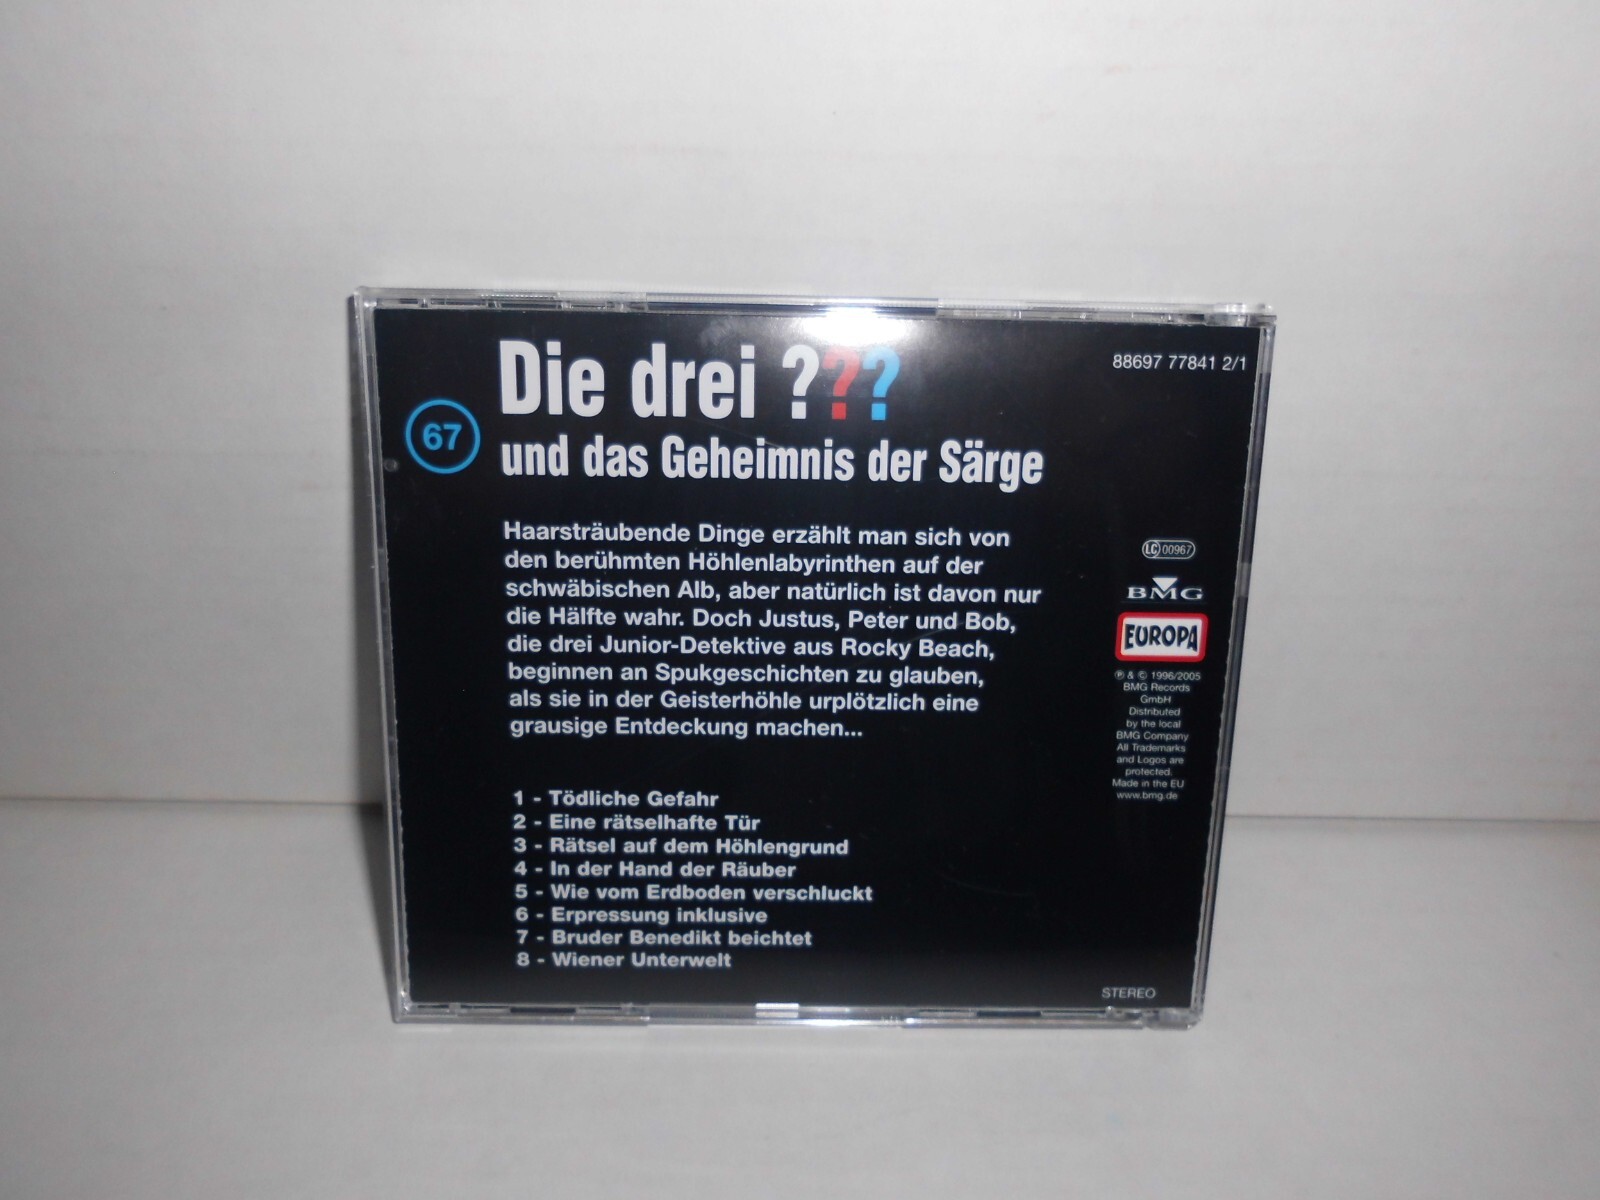 Die drei ???
88697 77841 2/1
67
und das Geheimnis der Särge
Haarsträubende Dinge erzählt man sich von
den berühmten Höhlenlabyrinthen auf der
schwäbischen Alb, aber natürlich ist davon nur
die Hälfte wahr. Doch Justus, Peter und Bob,
die drei Junior-Detektive aus Rocky Beach,
beginnen an Spukgeschichten zu glauben,
als sie in der Geisterhöhle urplötzlich eine
grausige Entdeckung machen...
1 - Tödliche Gefahr
2 - Eine rätselhafte Tür
3 - Rätsel auf dem Höhlengrund
4 - In der Hand der Räuber
5 - Wie vom Erdboden verschluckt
6 - Erpressung inklusive
7 - Bruder Benedikt beichtet
8 - Wiener Unterwelt
LC 00967
BMG
EUROPA
℗ & © 1996/2005
BMG Records
GmbH
Distributed
by the local
BMG Company
All Trademarks
and Logos are
protected.
Made in the EU
www.bmg.de
STEREO